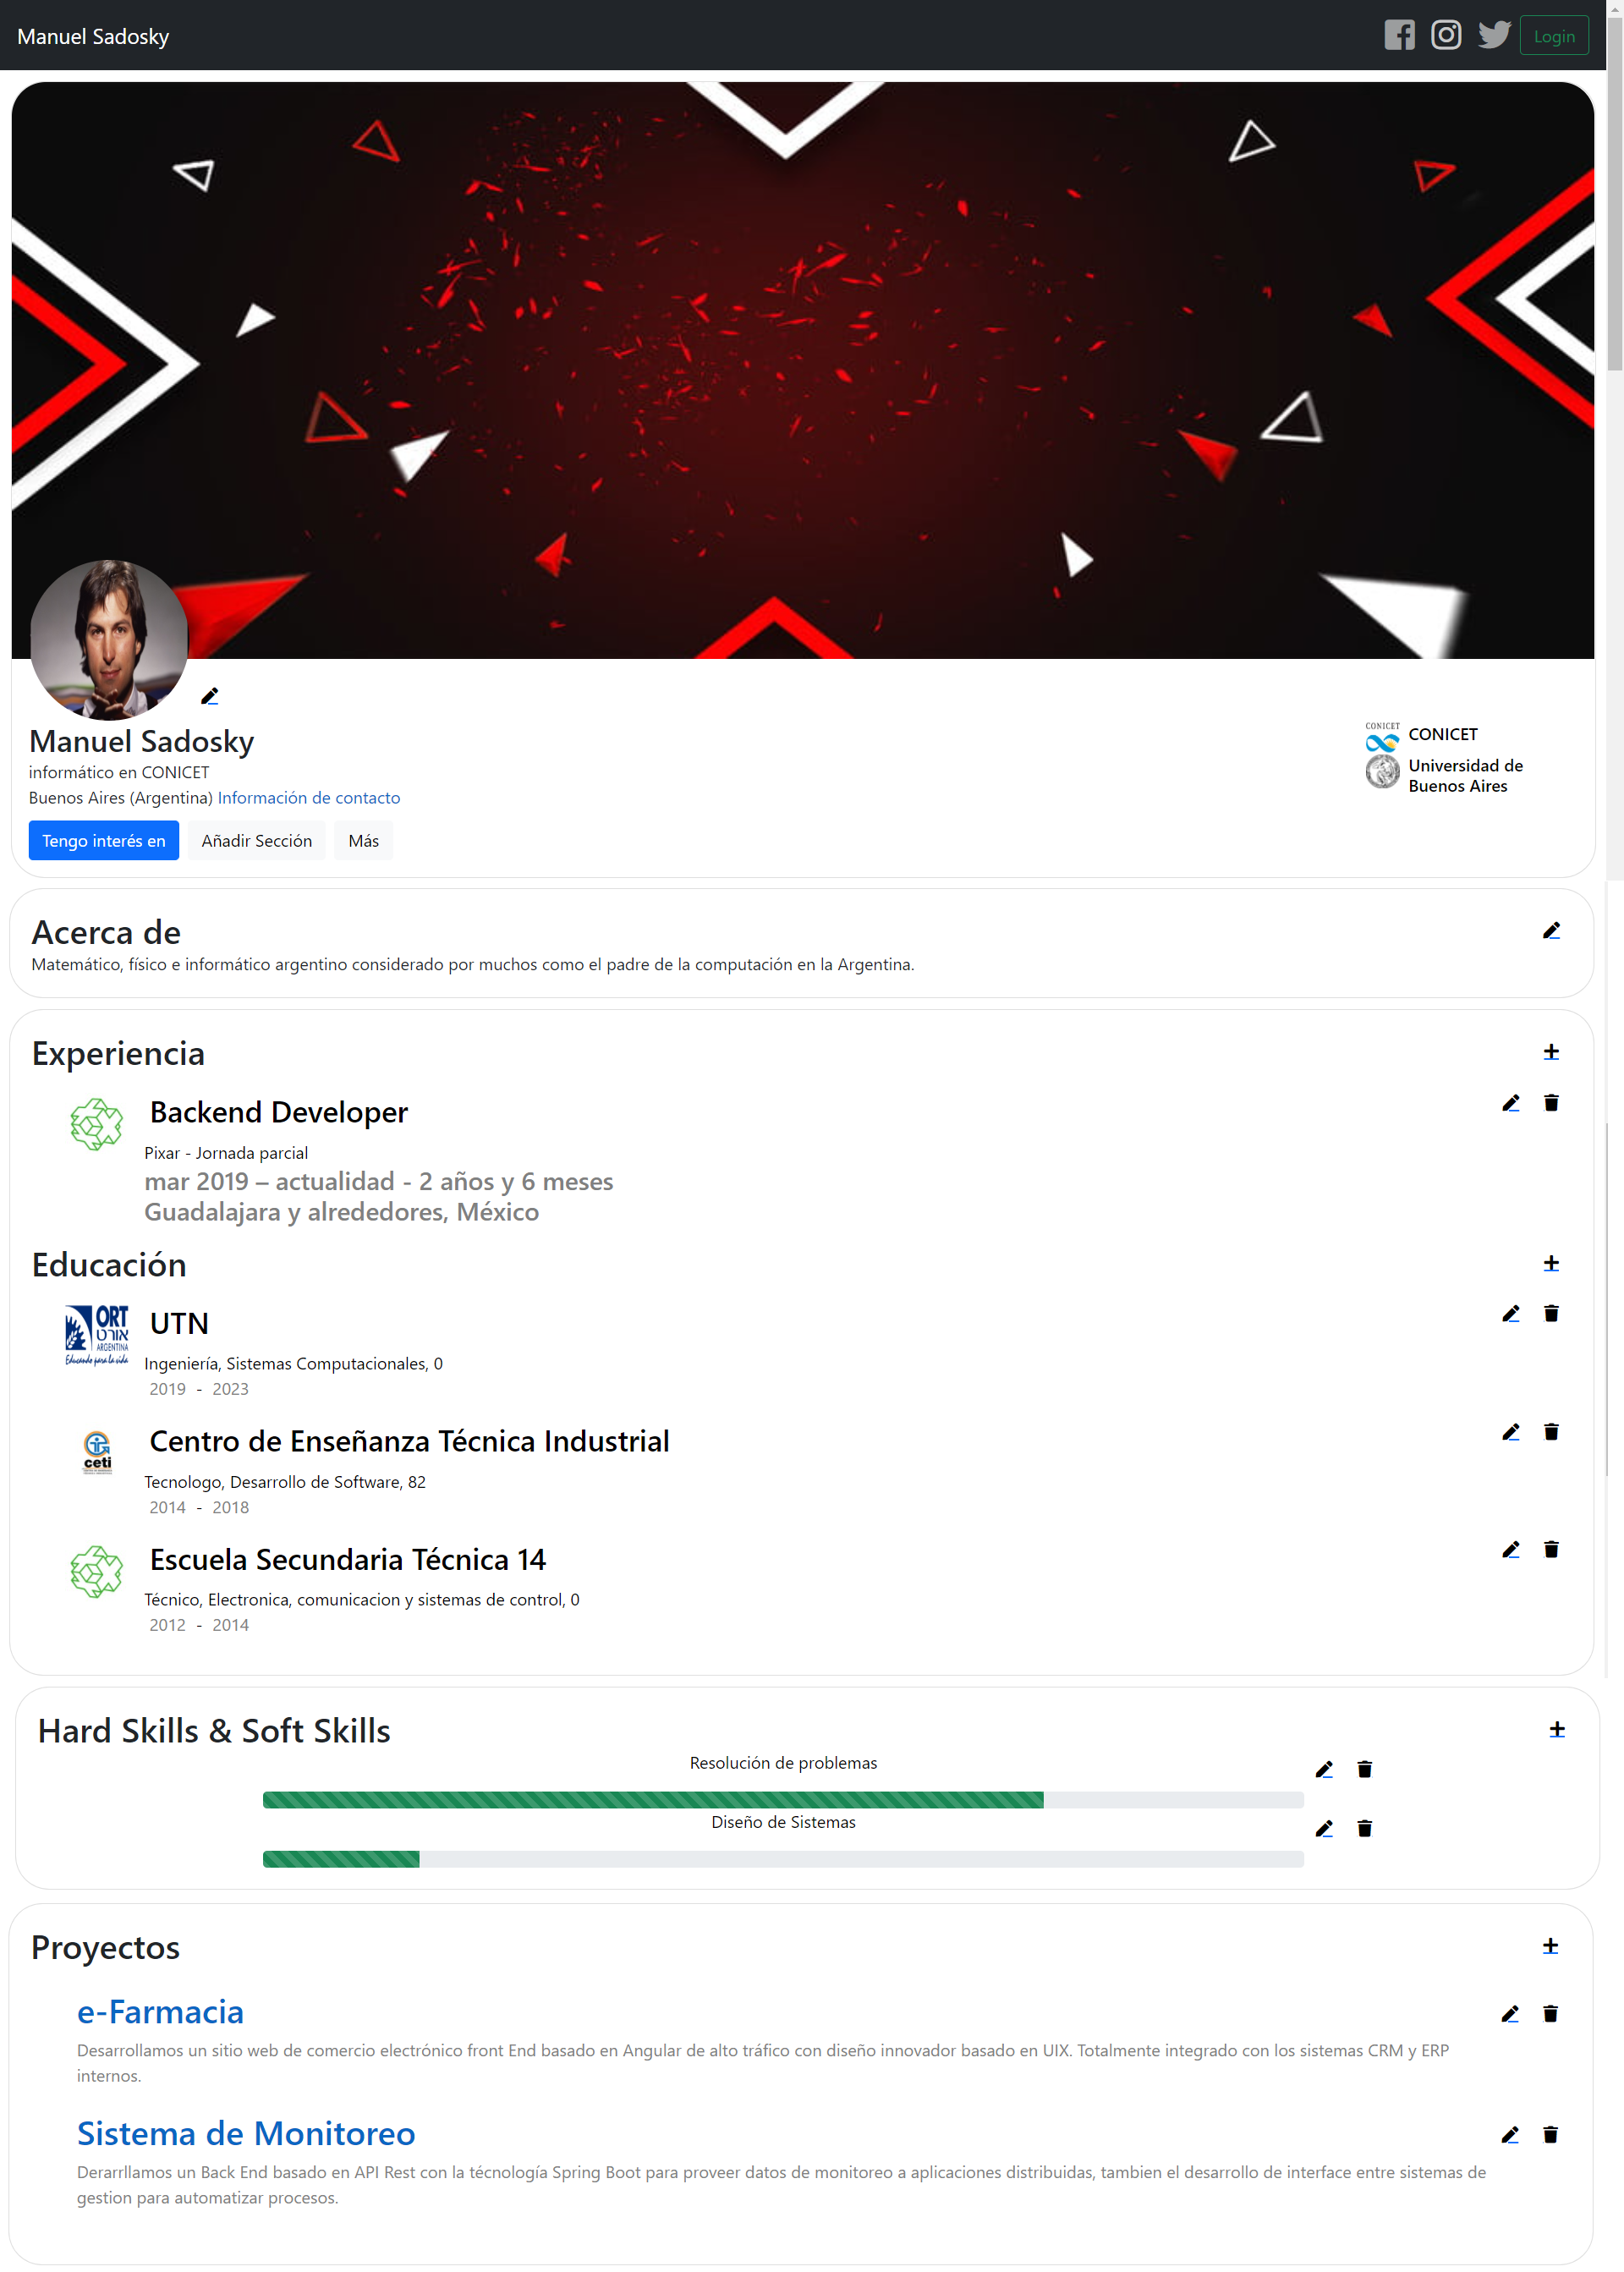 Manuel Sadosky
Login
Manuel Sadosky
informático en CONICET
Buenos Aires (Argentina) Información de contacto
Tengo interés en
Añadir Sección
Más
CONICET
CONICET
Universidad de
Buenos Aires
Acerca de
Matemático, físico e informático argentino considerado por muchos como el padre de la computación en la Argentina.
Experiencia
Backend Developer
Pixar - Jornada parcial
mar 2019 – actualidad - 2 años y 6 meses
Guadalajara y alrededores, México
Educación
ORT
אורט
ARGENTINA
Educando para la vida
UTN
Ingeniería, Sistemas Computacionales, 0
2019 - 2023
ceti
Centro de Enseñanza Técnica Industrial
Tecnologo, Desarrollo de Software, 82
2014 - 2018
Escuela Secundaria Técnica 14
Técnico, Electronica, comunicacion y sistemas de control, 0
2012 - 2014
Hard Skills & Soft Skills
Resolución de problemas
Diseño de Sistemas
Proyectos
e-Farmacia
Desarrollamos un sitio web de comercio electrónico front End basado en Angular de alto tráfico con diseño innovador basado en UIX. Totalmente integrado con los sistemas CRM y ERP
internos.
Sistema de Monitoreo
Derarrllamos un Back End basado en API Rest con la técnología Spring Boot para proveer datos de monitoreo a aplicaciones distribuidas, tambien el desarrollo de interface entre sistemas de
gestion para automatizar procesos.